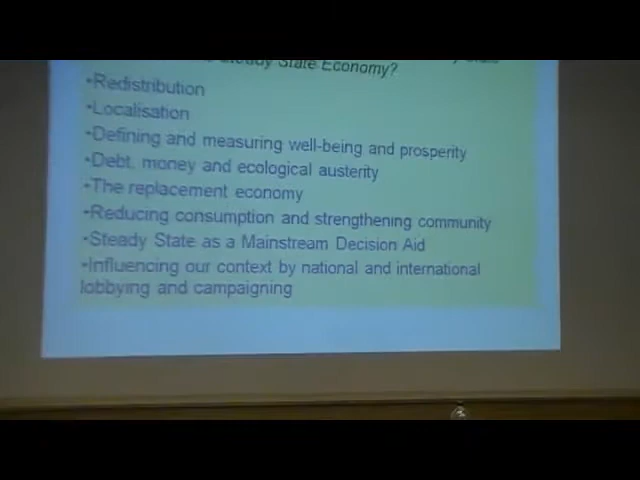 Steady State Economy?
•Redistribution
•Localisation
•Defining and measuring well-being and prosperity
•Debt, money and ecological austerity
•The replacement economy
•Reducing consumption and strengthening community
•Steady State as a Mainstream Decision Aid
•Influencing our context by national and international
lobbying and campaigning